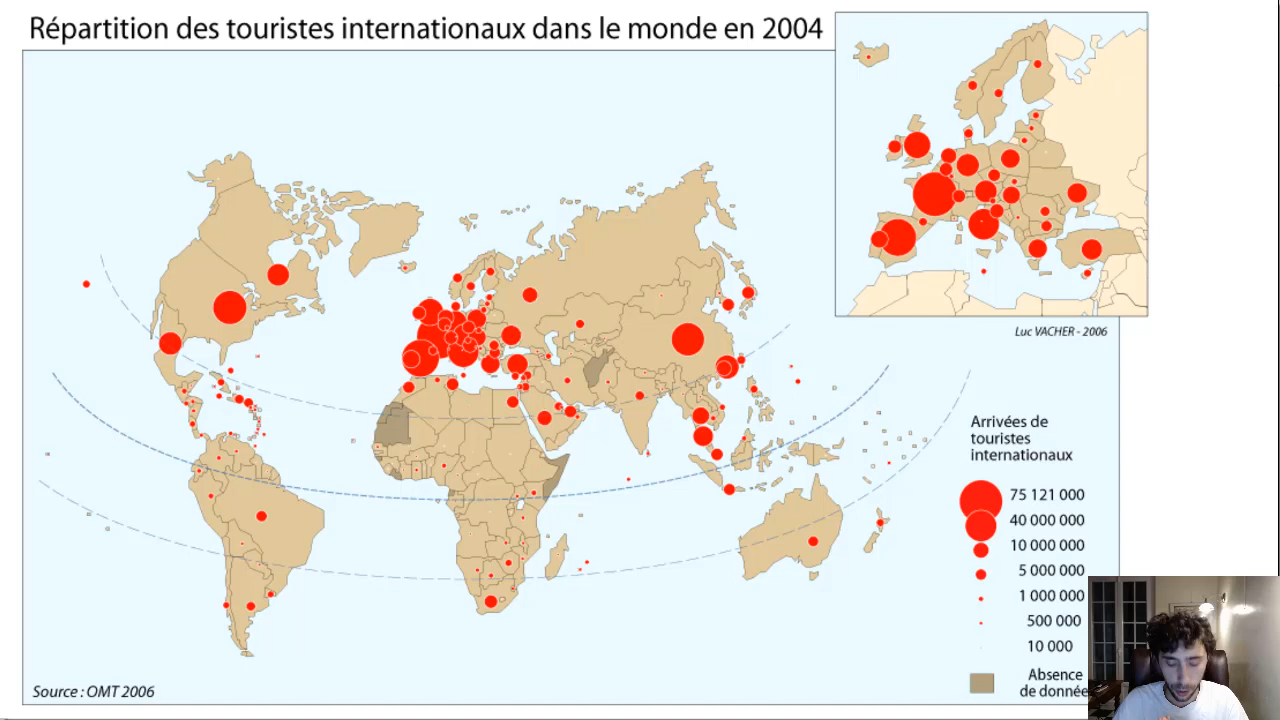 Répartition des touristes internationaux dans le monde en 2004
Luc VACHER - 2006
Arrivées de
touristes
internationaux
75 121 000
40 000 000
10 000 000
5 000 000
1 000 000
500 000
10 000
Absence
de donnée
Source : OMT 2006